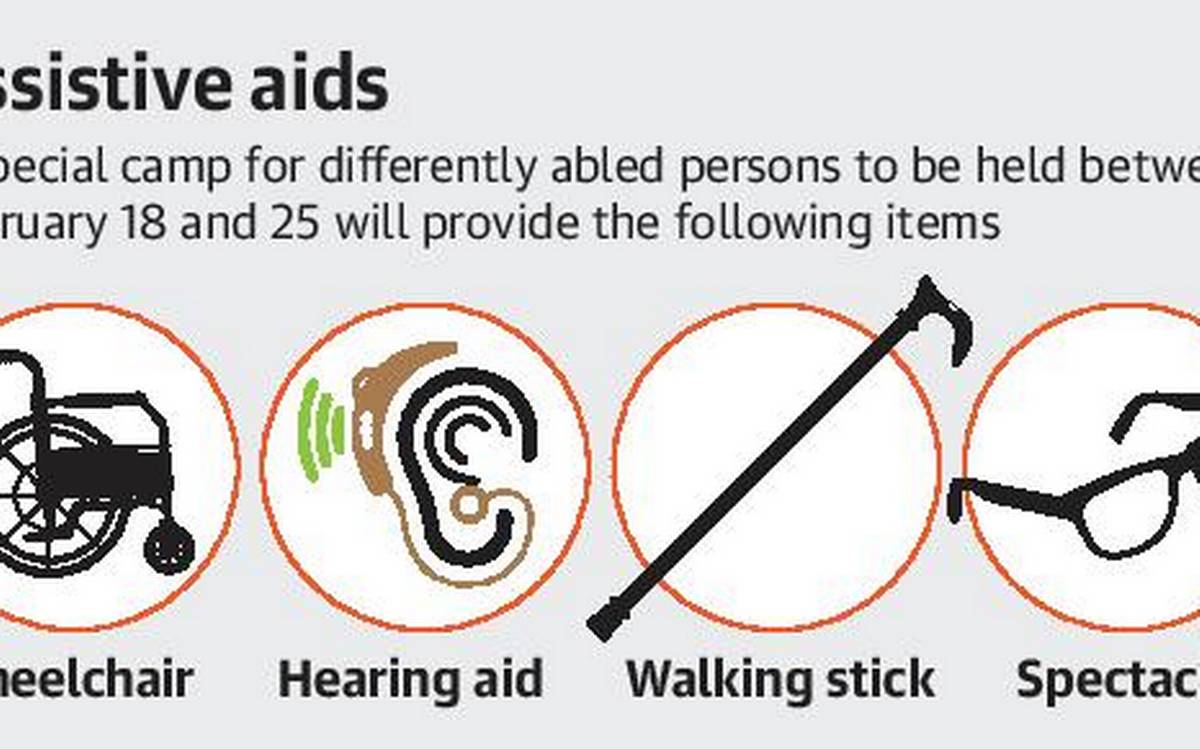 ssistive aids
pecial camp for differently abled persons to be held betwe
ruary 18 and 25 will provide the following items
heelchair
Hearing aid
Walking stick
Spectac